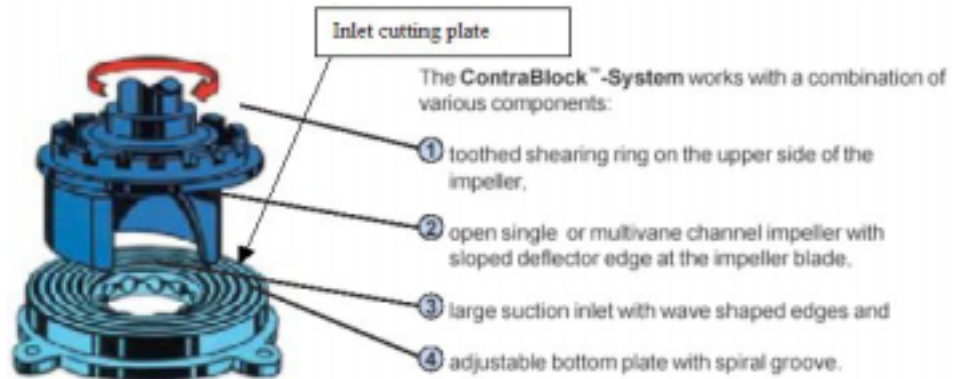 Inlet cutting plate
The ContraBlock™-System works with a combination of
various components:
1 toothed shearing ring on the upper side of the
impeller,
2 open single or multivane channel impeller with
sloped deflector edge at the impeller blade,
3 large suction inlet with wave shaped edges and
4 adjustable bottom plate with spiral groove.